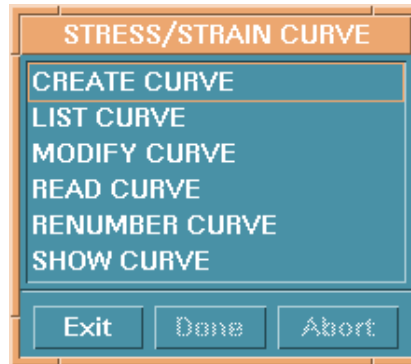 STRESS/STRAIN CURVE
CREATE CURVE
LIST CURVE
MODIFY CURVE
READ CURVE
RENUMBER CURVE
SHOW CURVE
Exit Done Abort